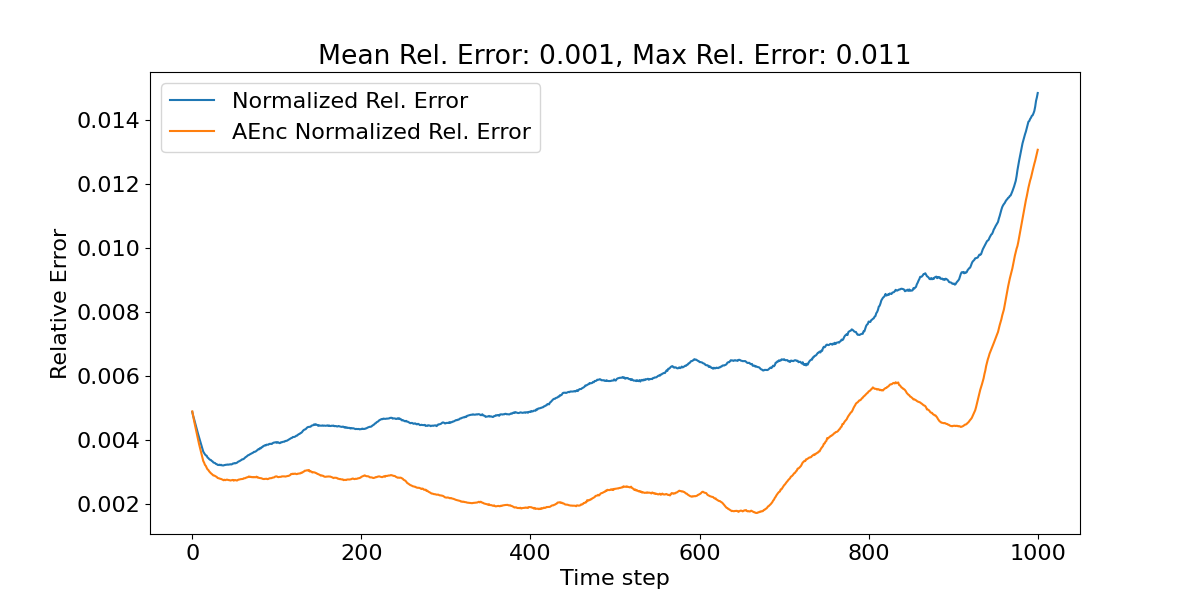 Mean Rel. Error: 0.001, Max Rel. Error: 0.011
Normalized Rel. Error
AEnc Normalized Rel. Error
Relative Error
0.014
0.012
0.010
0.008
0.006
0.004
0.002
0 200 400 600 800 1000
Time step